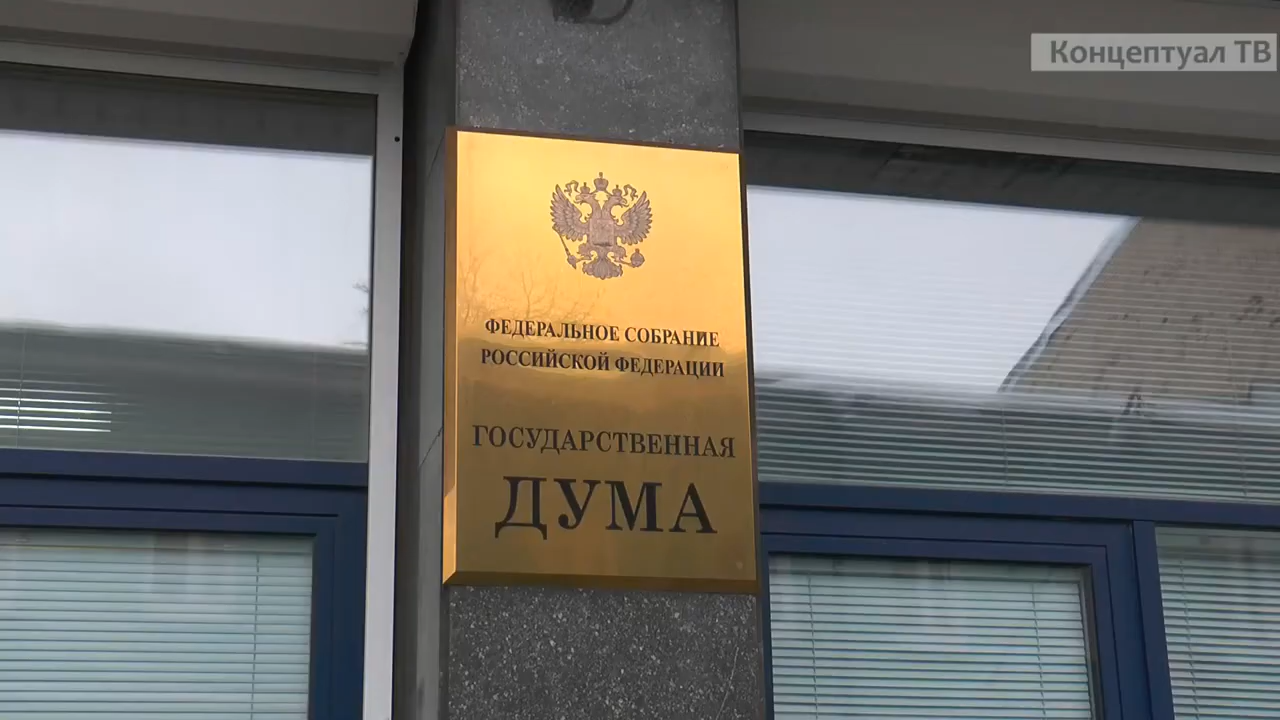 Концептуал ТВ
ФЕДЕРАЛЬНОЕ СОБРАНИЕ
РОССИЙСКОЙ ФЕДЕРАЦИИ
ГОСУДАРСТВЕННАЯ
ДУМА